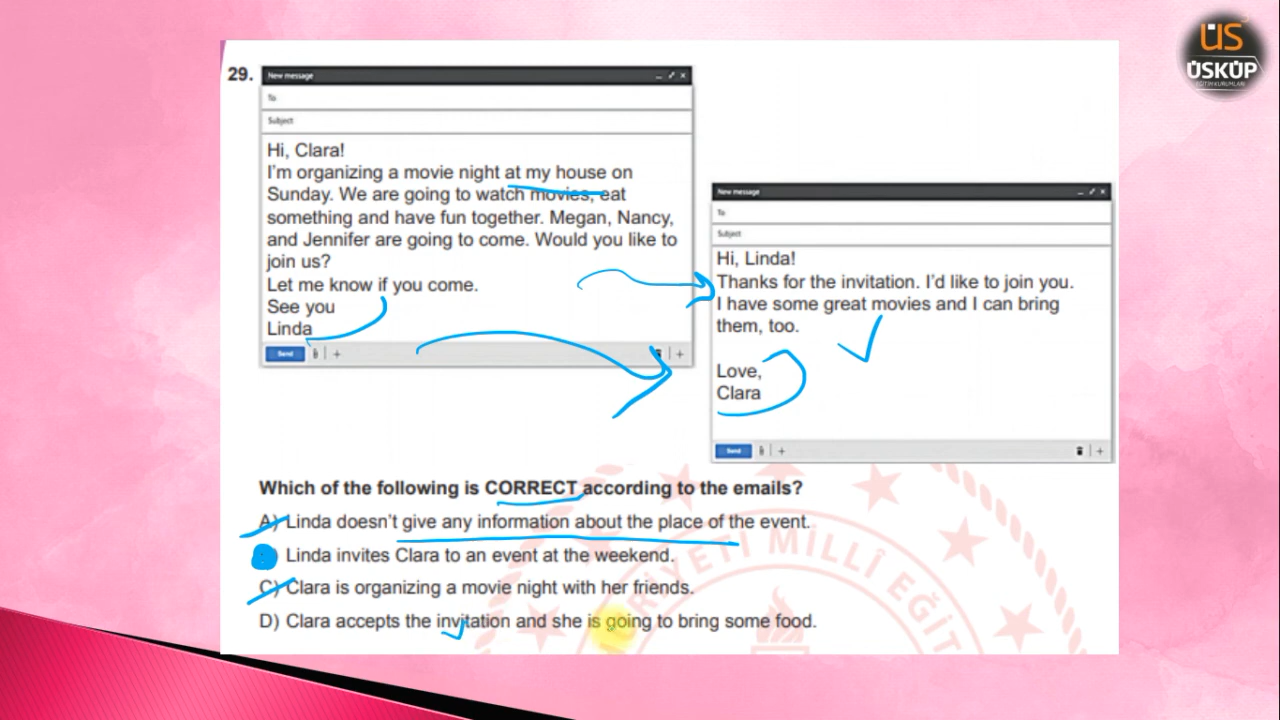 ÜS
ÜSKÜP
EĞİTİM KURUMLARI
29.
New message
To
Subject
Hi, Clara!
I'm organizing a movie night at my house on
Sunday. We are going to watch movies, eat
something and have fun together. Megan, Nancy,
and Jennifer are going to come. Would you like to
join us?
Let me know if you come.
See you
Linda
Send
New message
To
Subject
Hi, Linda!
Thanks for the invitation. I'd like to join you.
I have some great movies and I can bring
them, too.
Love,
Clara
Send
Which of the following is CORRECT according to the emails?
A) Linda doesn't give any information about the place of the event.
Linda invites Clara to an event at the weekend.
C) Clara is organizing a movie night with her friends.
D) Clara accepts the invitation and she is going to bring some food.
MİLLÎ